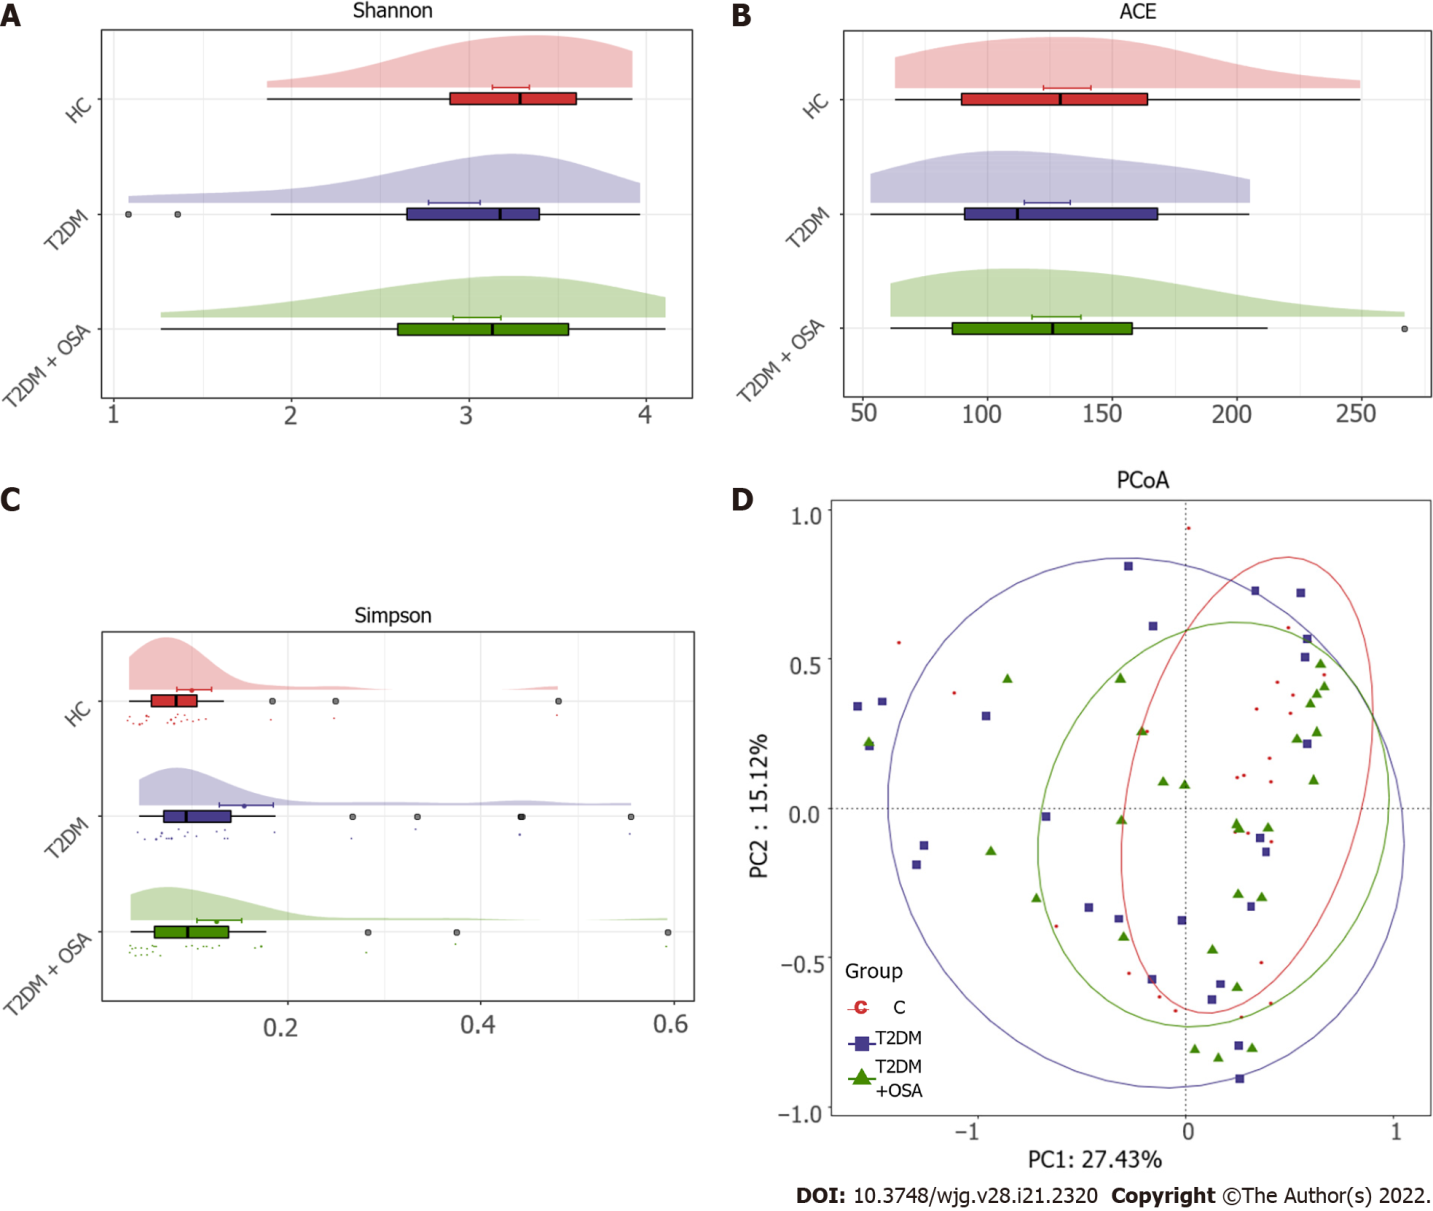 A
Shannon
HC
T2DM
T2DM + OSA
1 2 3 4
B
ACE
HC
T2DM
T2DM + OSA
50 100 150 200 250
C
Simpson
HC
T2DM
T2DM + OSA
0.2 0.4 0.6
D
PCoA
PC2 : 15.12%
1.0
0.5
0.0
−0.5
−1.0
Group
C C
T2DM
T2DM
+OSA
−1 0 1
PC1: 27.43%
DOI: 10.3748/wjg.v28.i21.2320 Copyright ©The Author(s) 2022.